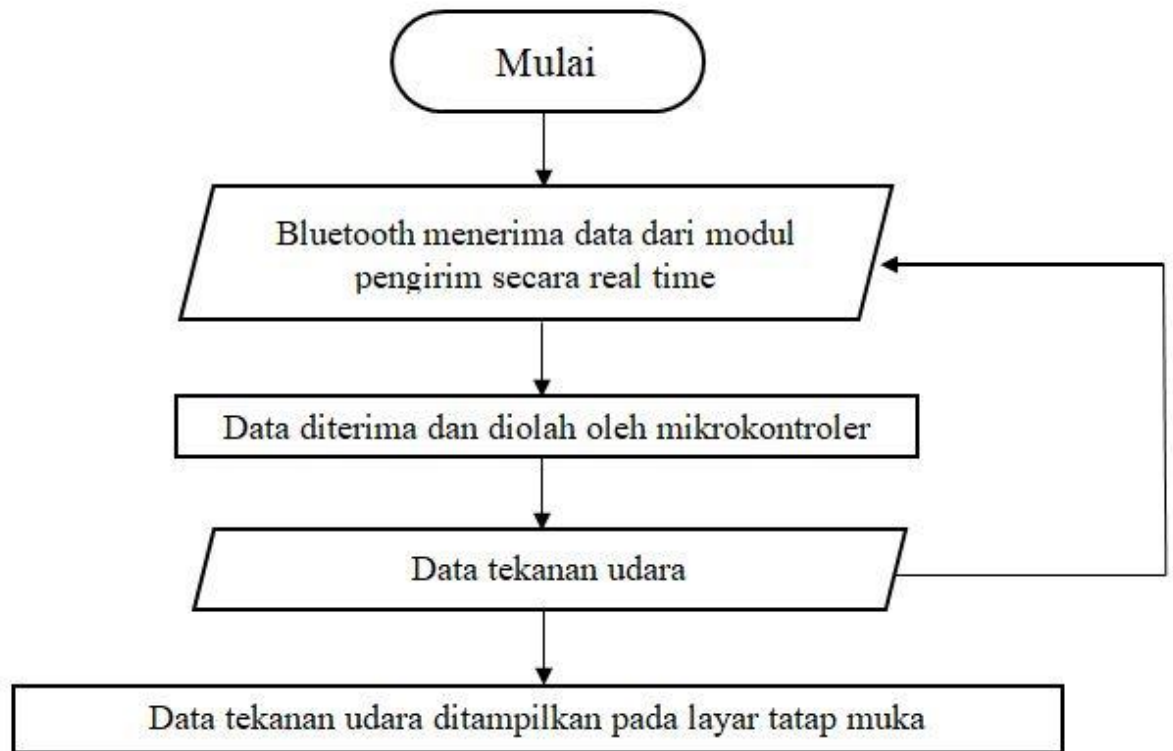 Mulai
Bluetooth menerima data dari modul
pengirim secara real time
Data diterima dan diolah oleh mikrokontroler
Data tekanan udara
Data tekanan udara ditampilkan pada layar tatap muka